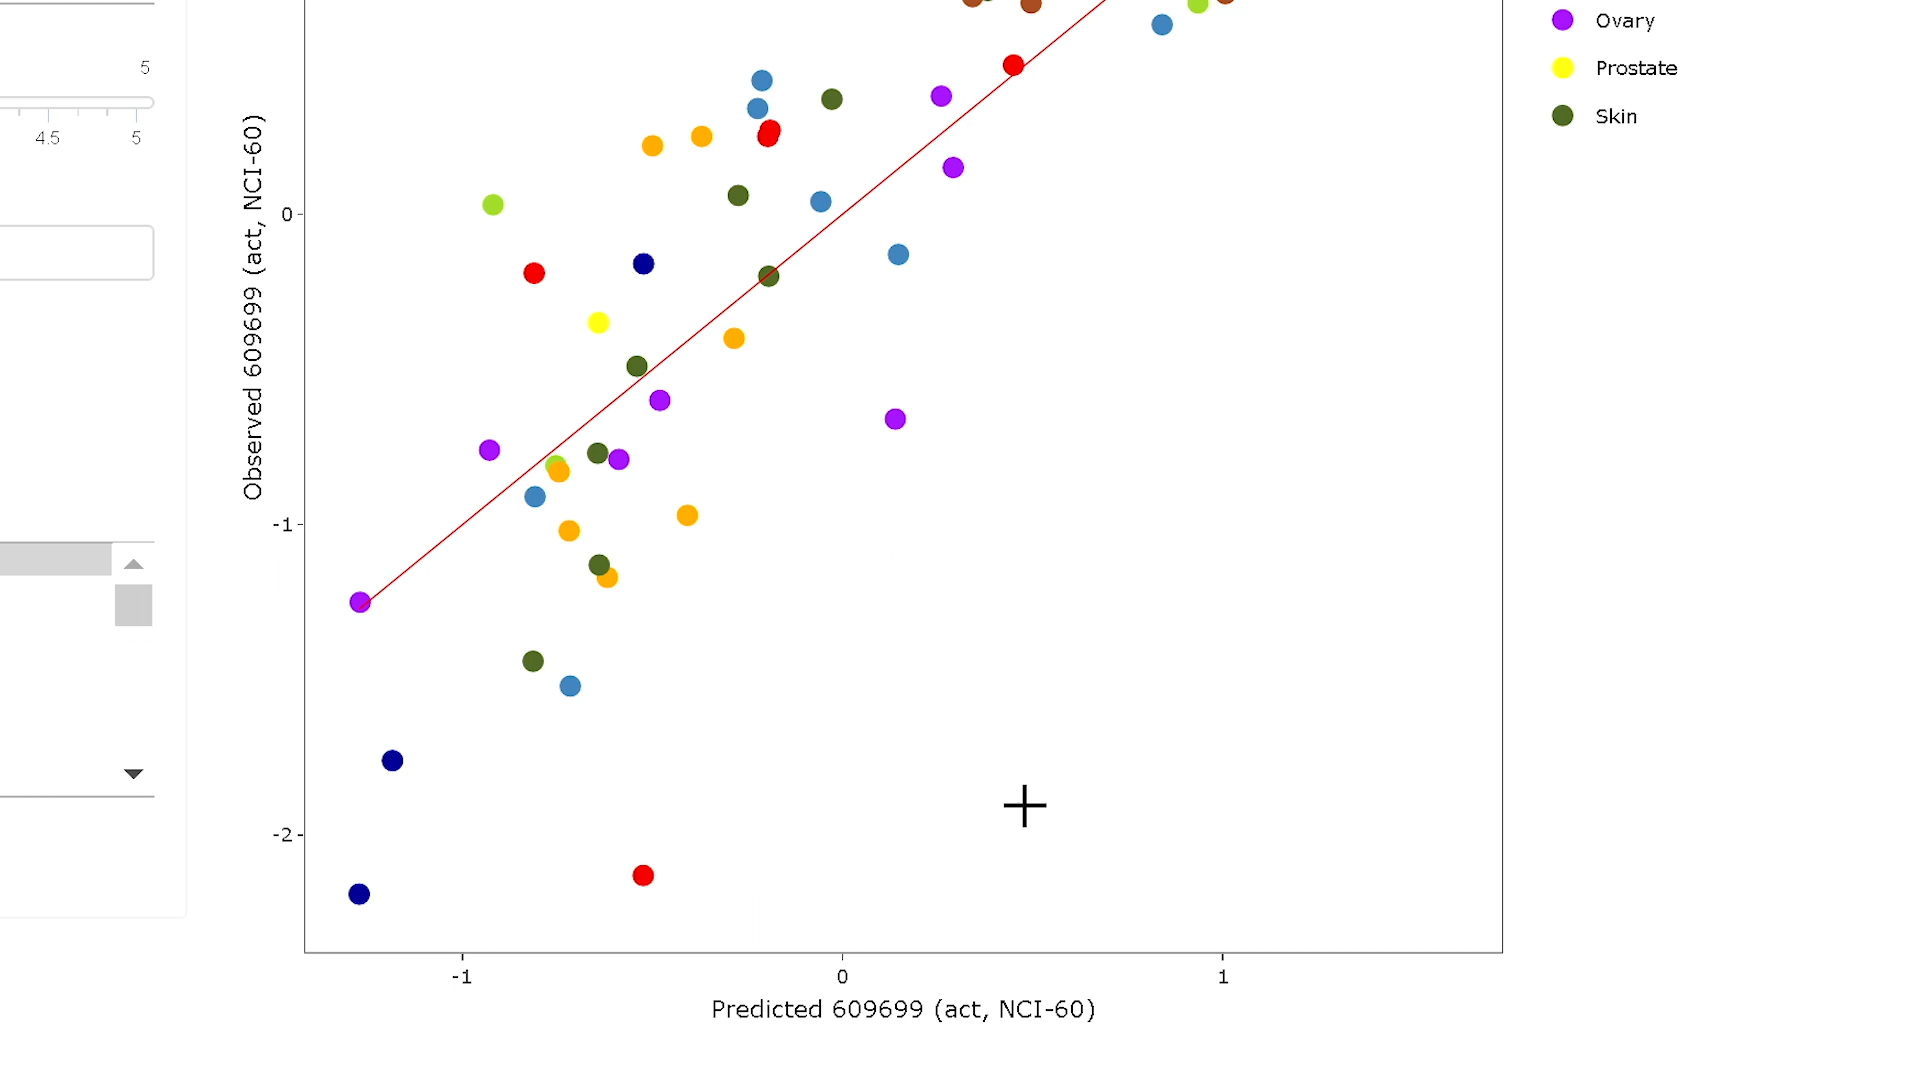 5
4.5 5
Observed 609699 (act, NCI-60)
0
-1
-2
-1 0 1
Predicted 609699 (act, NCI-60)
Ovary
Prostate
Skin